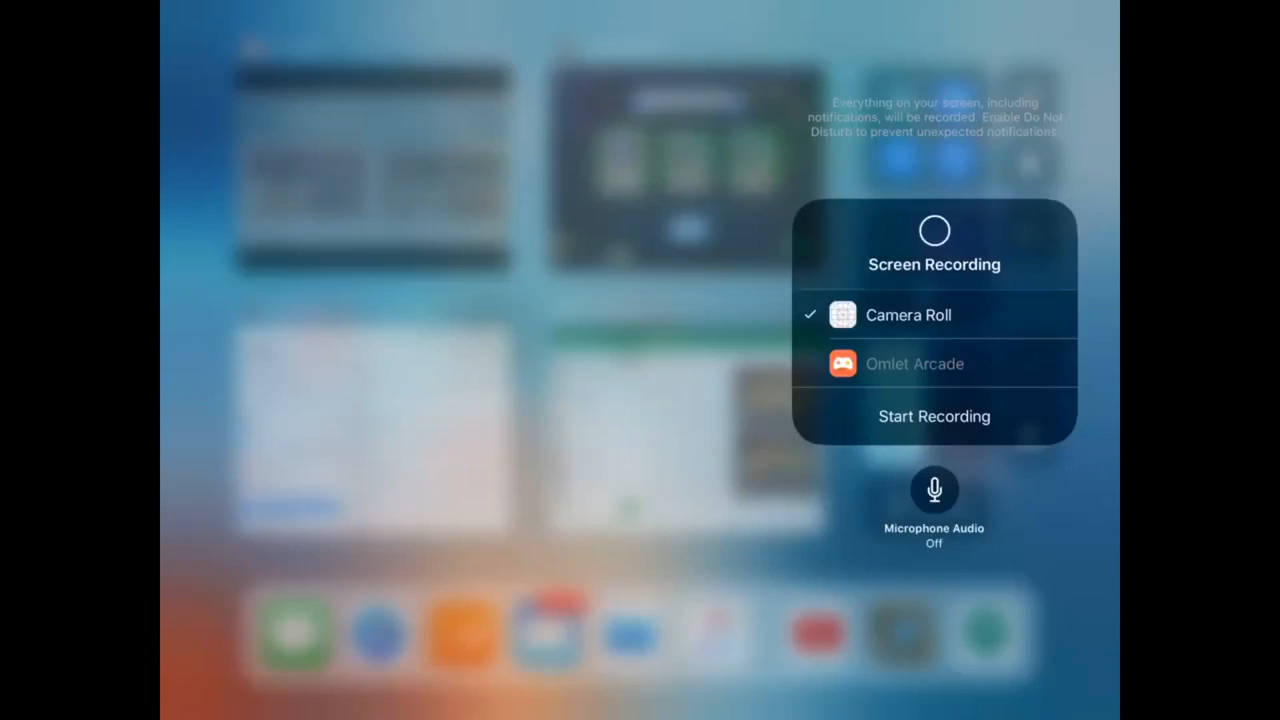 Everything on your screen, including
notifications, will be recorded. Enable Do Not
Disturb to prevent unexpected notifications.
Screen Recording
Camera Roll
Omlet Arcade
Start Recording
Microphone Audio
Off